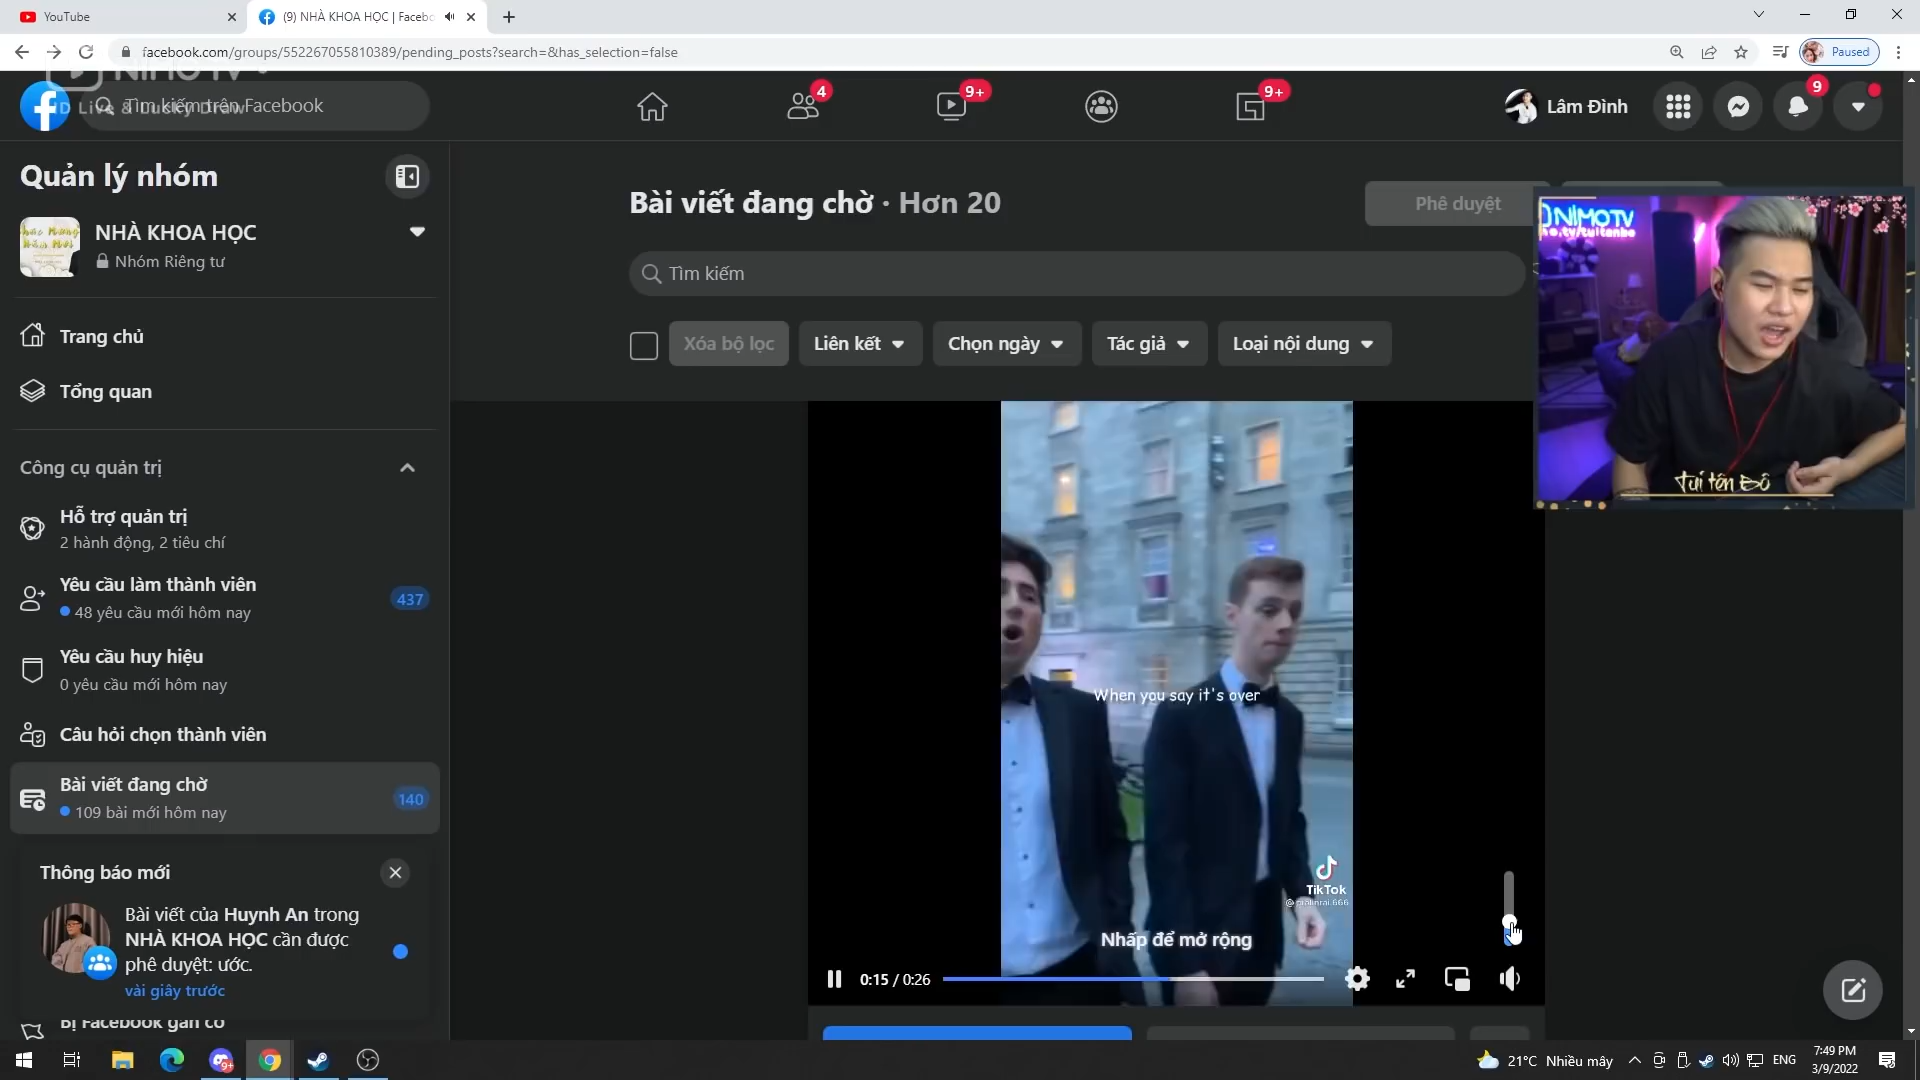 YouTube
(9) NHÀ KHOA HỌC | Facebo
facebook.com/groups/552267055810389/pending_posts?search=&has_selection=false
Paused
NIMOTV
D Live & Lucky Draw
Tìm kiếm trên Facebook
4
9+
9+
Lâm Đình
9
Quản lý nhóm
NHÀ KHOA HỌC
Nhóm Riêng tư
Trang chủ
Tổng quan
Công cụ quản trị
Hỗ trợ quản trị
2 hành động, 2 tiêu chí
Yêu cầu làm thành viên
437
48 yêu cầu mới hôm nay
Yêu cầu huy hiệu
0 yêu cầu mới hôm nay
Câu hỏi chọn thành viên
Bài viết đang chờ
140
109 bài mới hôm nay
Thông báo mới
Bài viết của Huynh An trong
NHÀ KHOA HỌC cần được
phê duyệt: ước.
vài giây trước
Bài viết đang chờ · Hơn 20
Phê duyệt
Tìm kiếm
Xóa bộ lọc
Liên kết
Chọn ngày
Tác giả
Loại nội dung
NIMOTV
Tui tên Bô
When you say it's over
TikTok
Nhấp để mở rộng
0:15 / 0:26
9+
21°C Nhiều mây
ENG
7:49 PM
3/9/2022